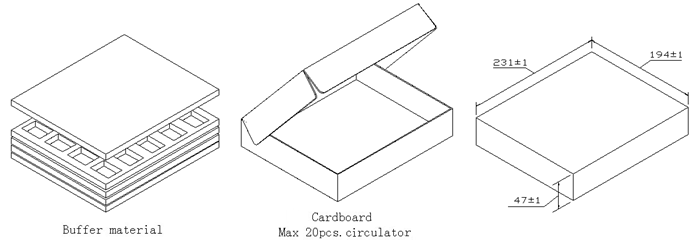 231±1
194±1
47±1
Buffer material
Cardboard
Max 20pcs.circulator